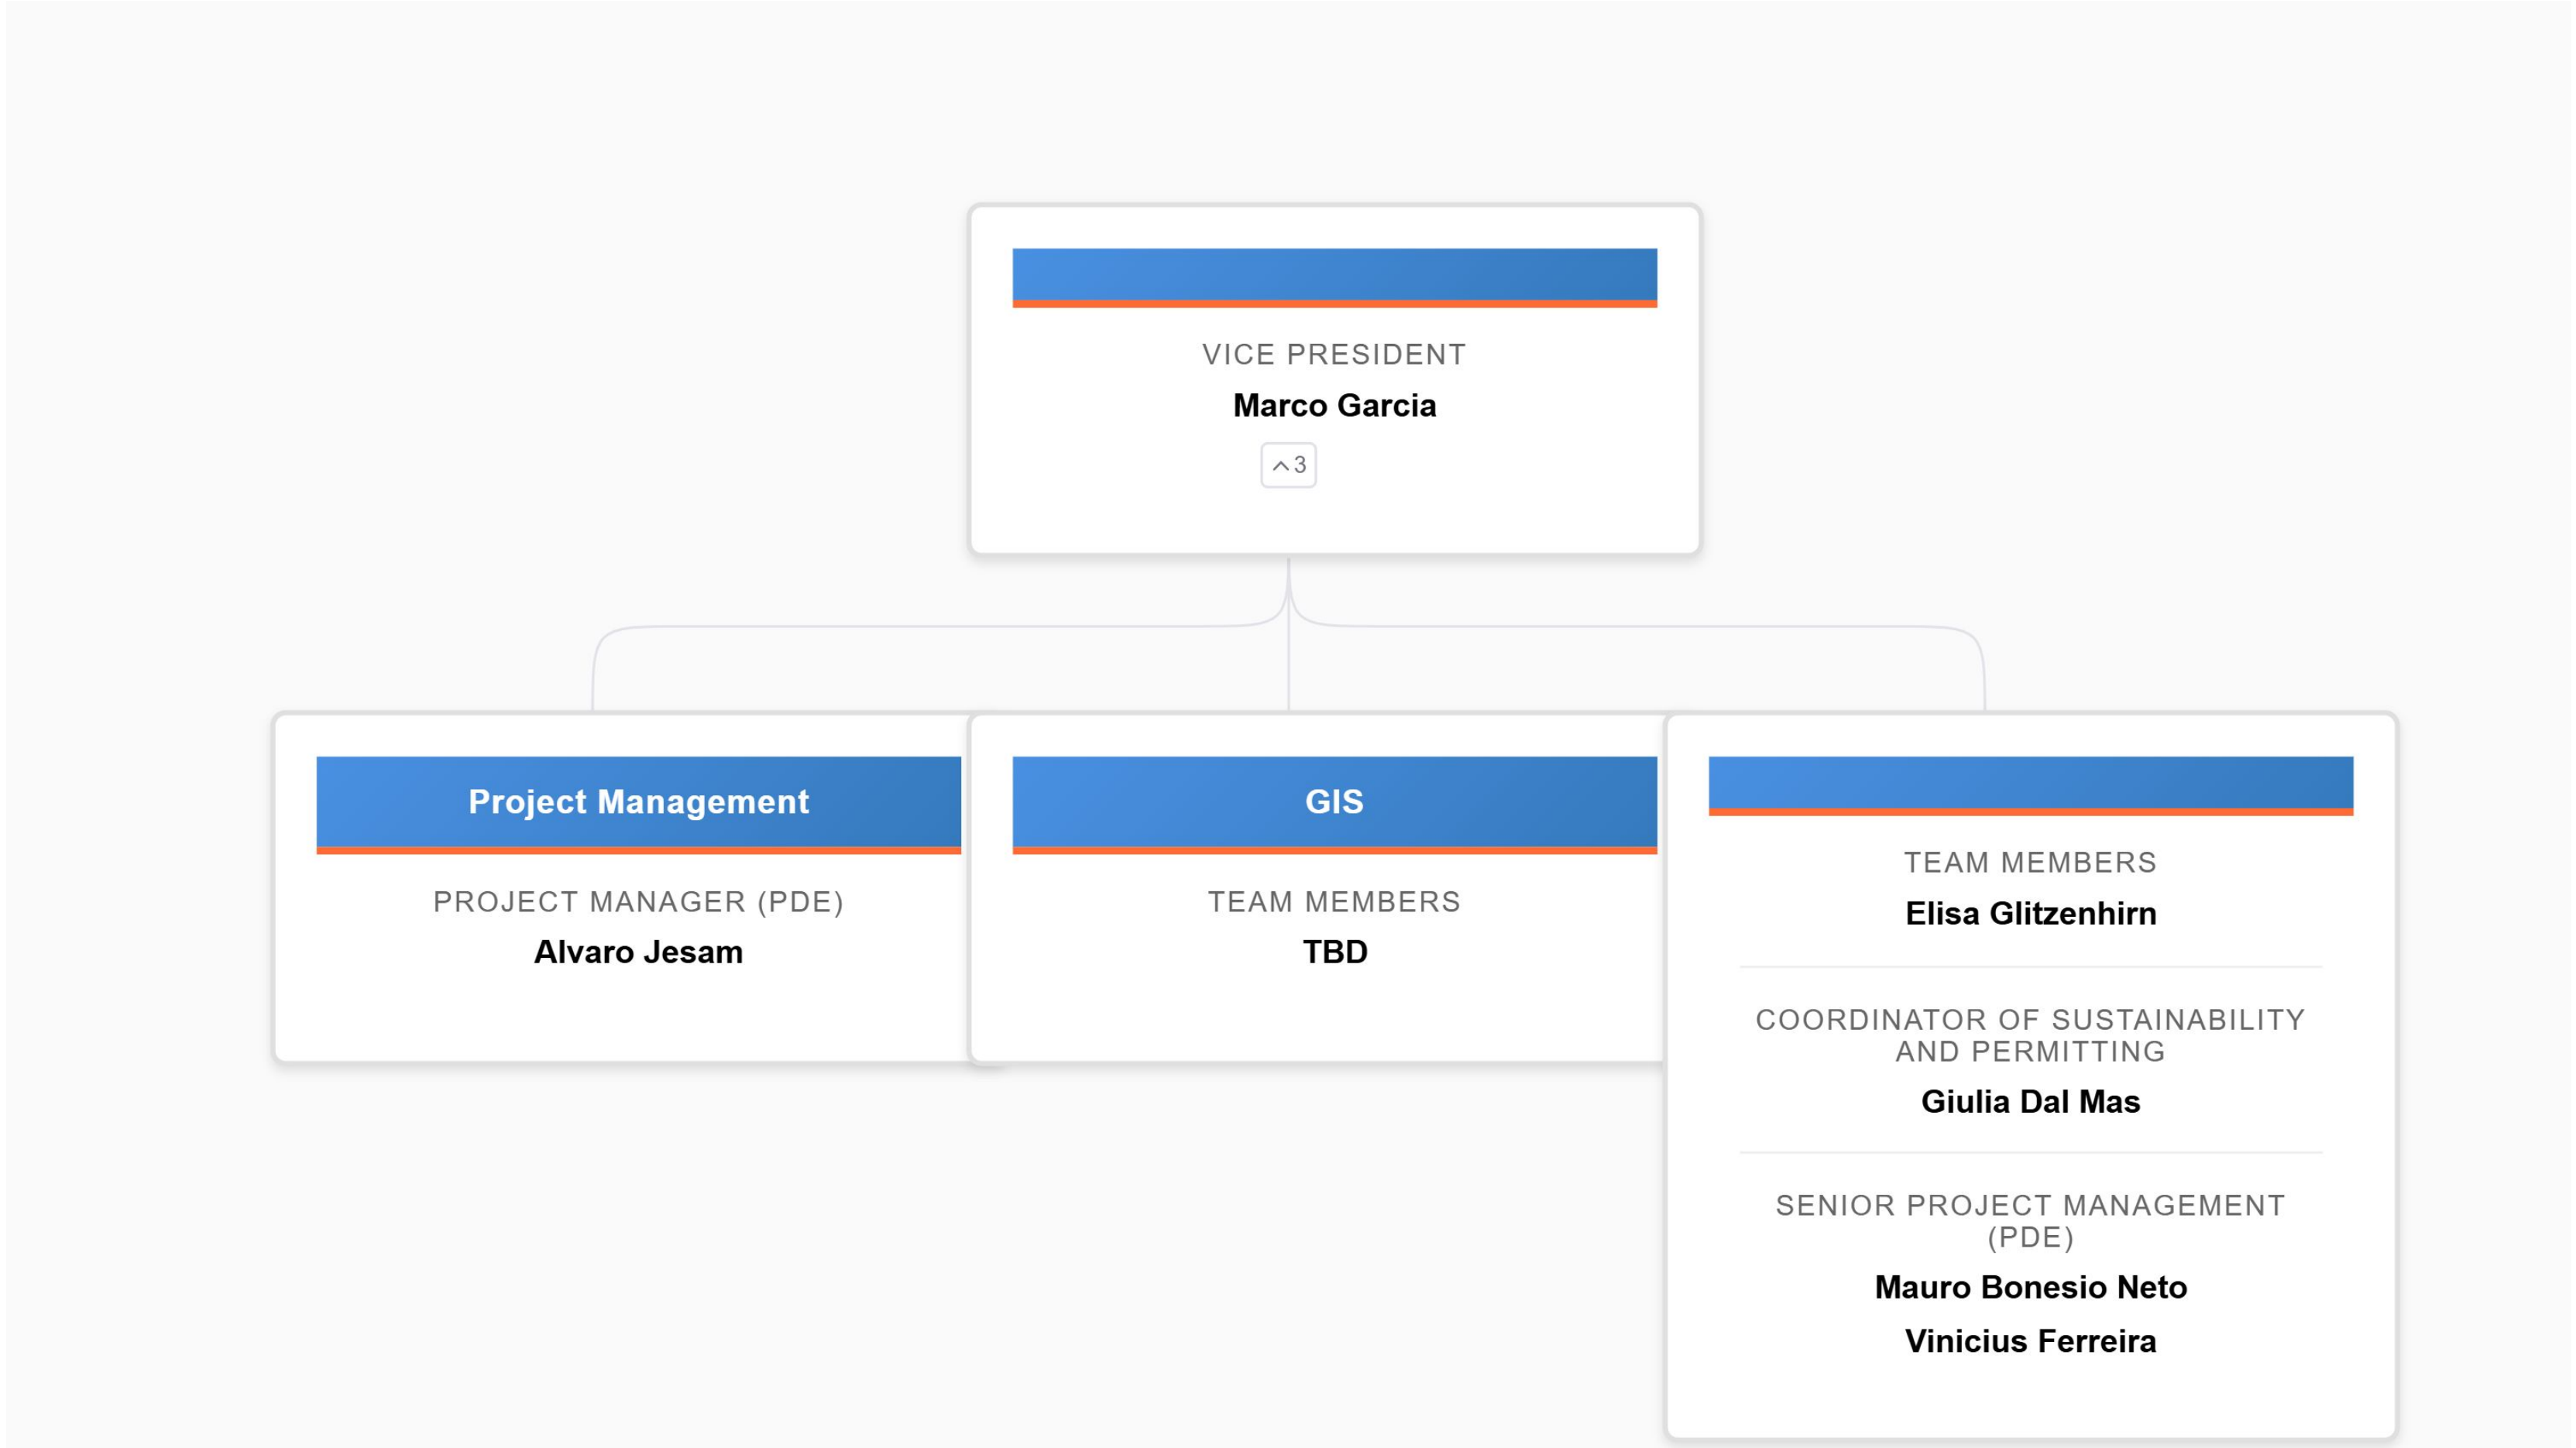 VICE PRESIDENT
Marco Garcia
3
Project Management
PROJECT MANAGER (PDE)
Alvaro Jesam
GIS
TEAM MEMBERS
TBD
TEAM MEMBERS
Elisa Glitzenhirn
COORDINATOR OF SUSTAINABILITY
AND PERMITTING
Giulia Dal Mas
SENIOR PROJECT MANAGEMENT
(PDE)
Mauro Bonesio Neto
Vinicius Ferreira